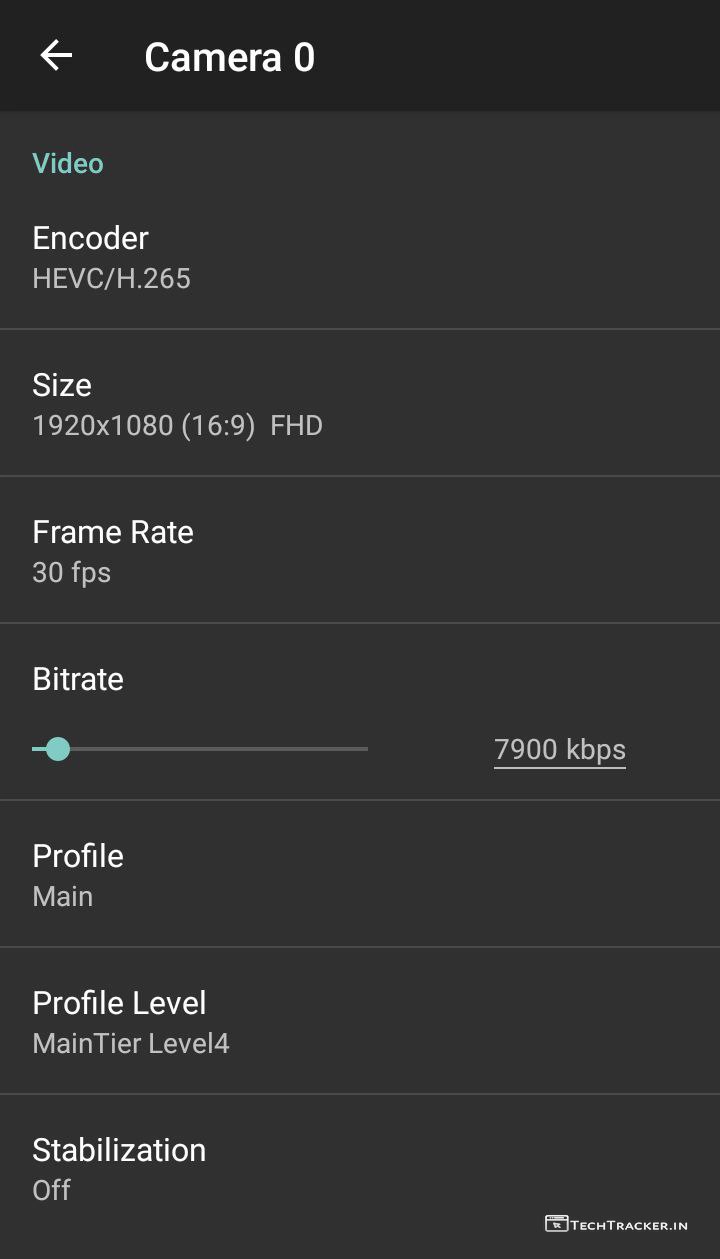 Camera 0
Video
Encoder
HEVC/H.265
Size
1920x1080 (16:9)  FHD
Frame Rate
30 fps
Bitrate
7900 kbps
Profile
Main
Profile Level
MainTier Level4
Stabilization
Off
TECHTRACKER.IN